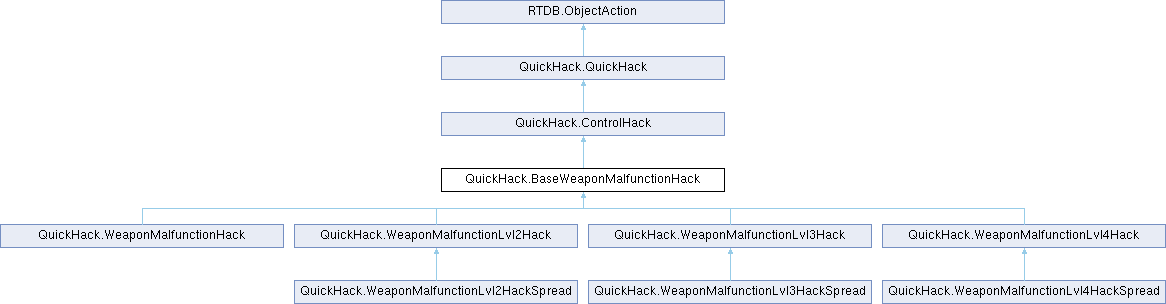 RTDB.ObjectAction
QuickHack.QuickHack
QuickHack.ControlHack
QuickHack.BaseWeaponMalfunctionHack
QuickHack.WeaponMalfunctionHack
QuickHack.WeaponMalfunctionLvl2Hack
QuickHack.WeaponMalfunctionLvl3Hack
QuickHack.WeaponMalfunctionLvl4Hack
QuickHack.WeaponMalfunctionLvl2HackSpread
QuickHack.WeaponMalfunctionLvl3HackSpread
QuickHack.WeaponMalfunctionLvl4HackSpread